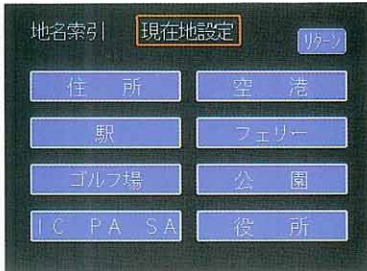 地名索引 現在地設定 リターン
住所 空港
駅 フェリー
ゴルフ場 公園
IC PA SA 役所